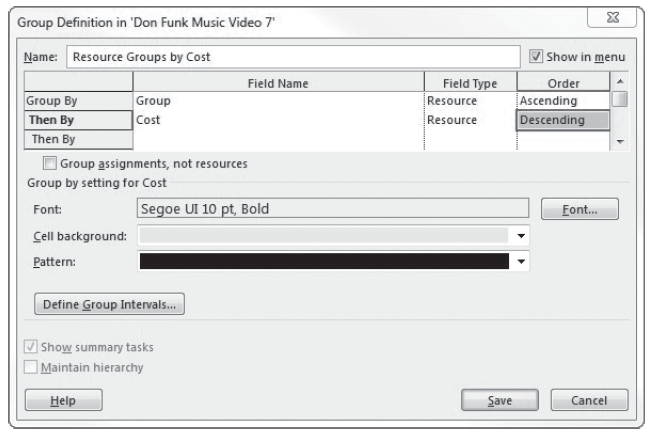 Group Definition in 'Don Funk Music Video 7'
Name: Resource Groups by Cost Show in menu
Field Name Field Type Order
Group By Group Resource Ascending
Then By Cost Resource Descending
Then By
Group assignments, not resources
Group by setting for Cost
Font: Segoe UI 10 pt, Bold Font...
Cell background:
Pattern:
Define Group Intervals...
Show summary tasks
Maintain hierarchy
Help Save Cancel